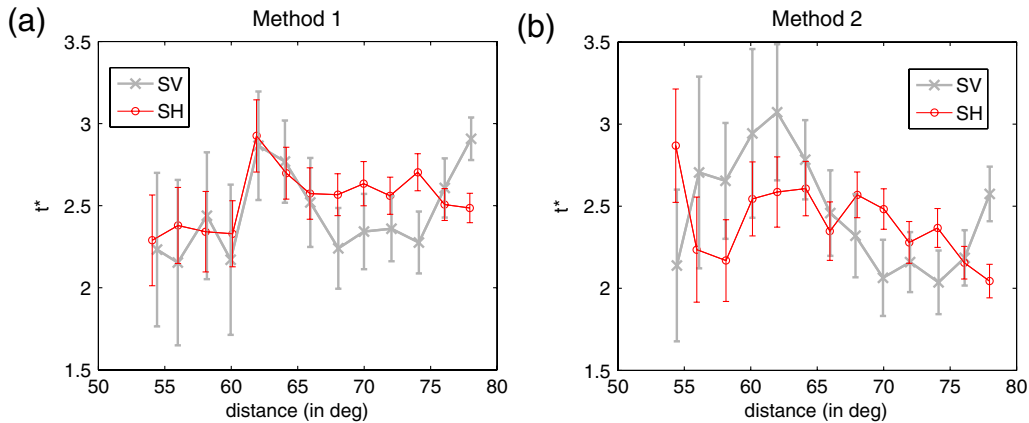 (a)
Method 1
3.5
3
2.5
2
1.5
t*
SV
SH
50 55 60 65 70 75 80
distance (in deg)
(b)
Method 2
3.5
3
2.5
2
1.5
t*
SV
SH
50 55 60 65 70 75 80
distance (in deg)